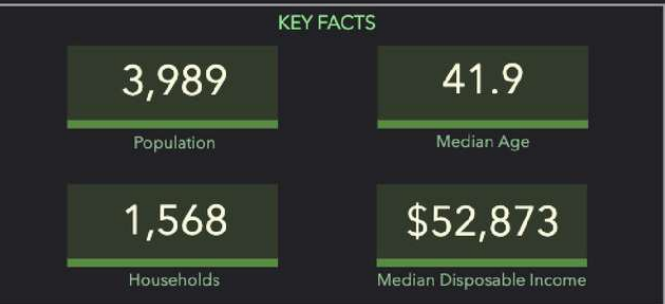 KEY FACTS
3,989
41.9
Population
Median Age
1,568
$52,873
Households
Median Disposable Income